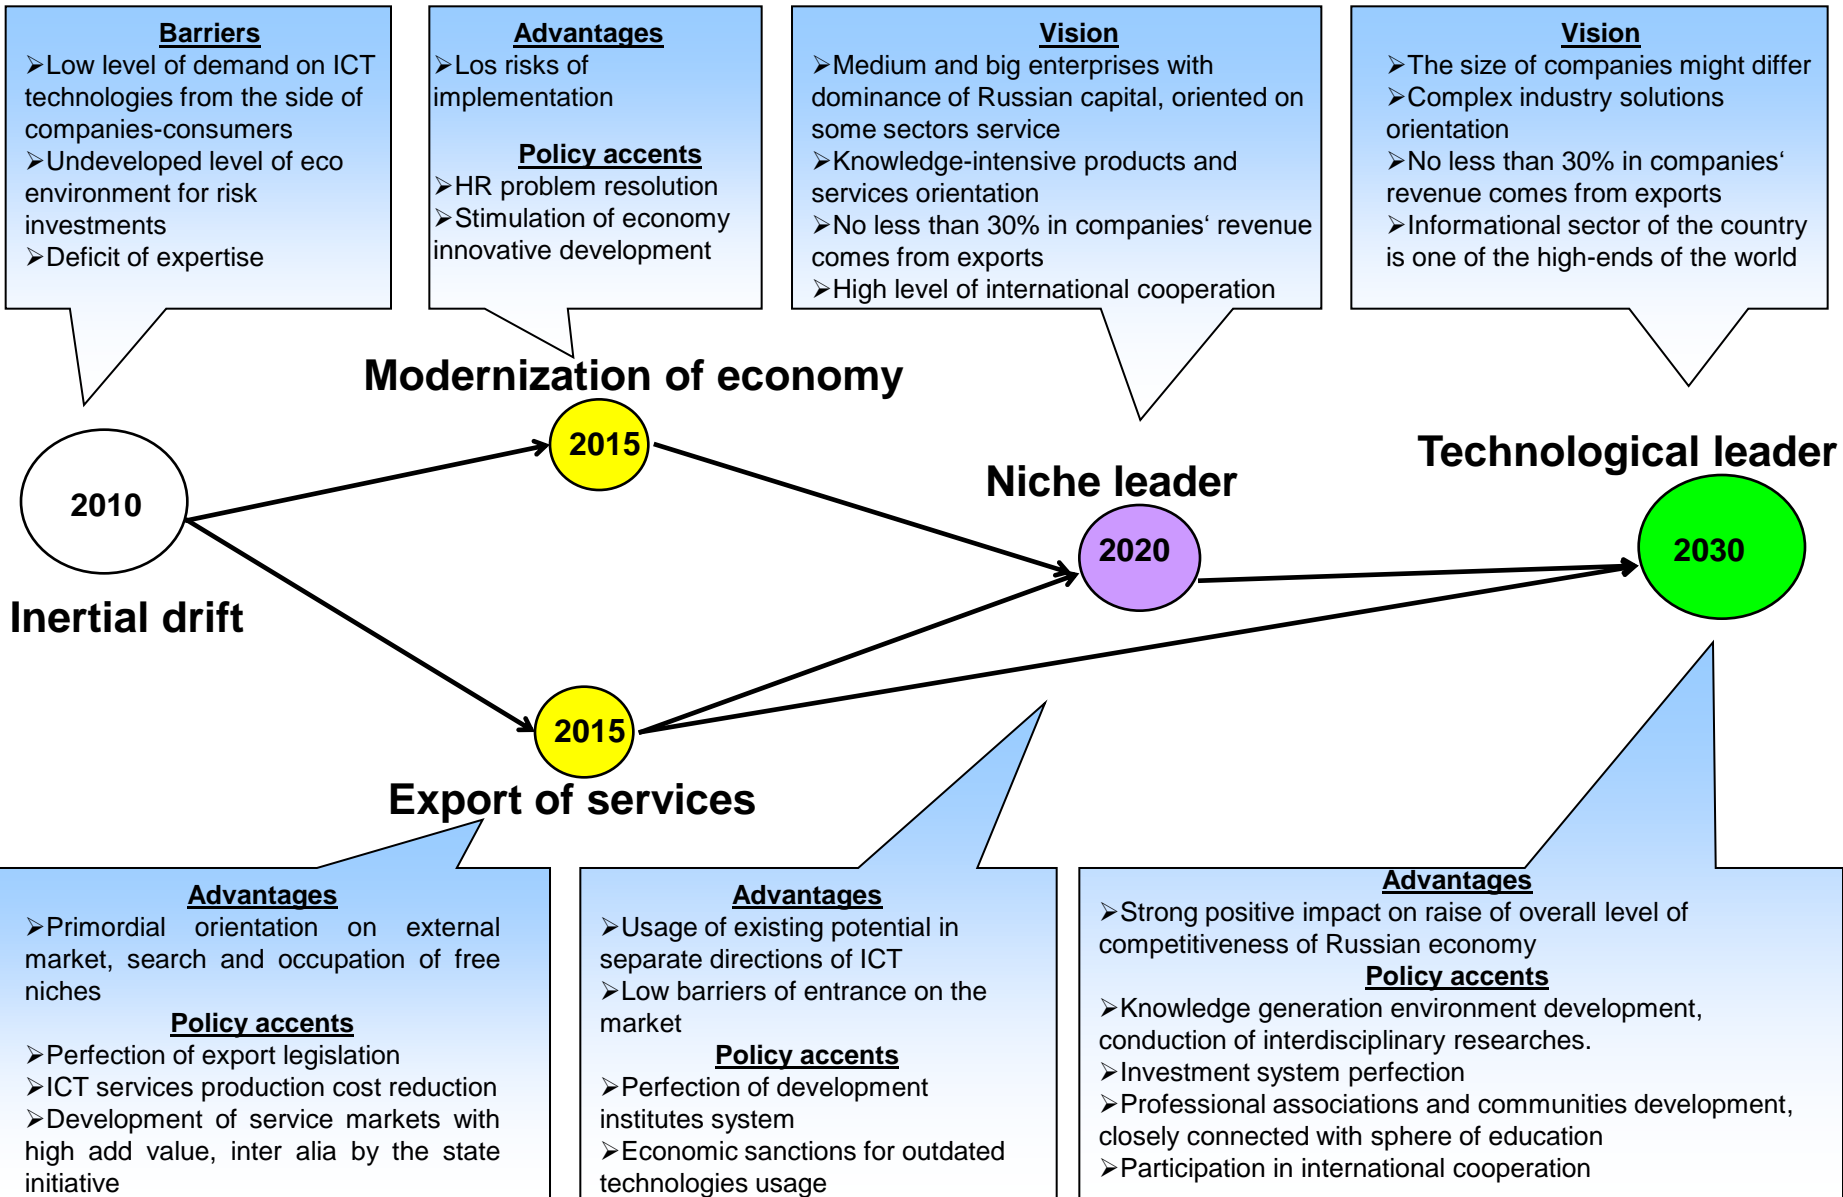 Barriers
➢Low level of demand on ICT
technologies from the side of
companies-consumers
➢Undeveloped level of eco
environment for risk
investments
➢Deficit of expertise
Advantages
➢Los risks of
implementation
Policy accents
➢HR problem resolution
➢Stimulation of economy
innovative development
Vision
➢Medium and big enterprises with
dominance of Russian capital, oriented on
some sectors service
➢Knowledge-intensive products and
services orientation
➢No less than 30% in companies‘ revenue
comes from exports
➢High level of international cooperation
Vision
➢The size of companies might differ
➢Complex industry solutions
orientation
➢No less than 30% in companies‘
revenue comes from exports
➢Informational sector of the country
is one of the high-ends of the world
Modernization of economy
2015
Technological leader
Niche leader
2010
2020
2030
Inertial drift
2015
Export of services
Advantages
➢Primordial orientation on external
market, search and occupation of free
niches
Policy accents
➢Perfection of export legislation
➢ICT services production cost reduction
➢Development of service markets with
high add value, inter alia by the state
initiative
Advantages
➢Usage of existing potential in
separate directions of ICT
➢Low barriers of entrance on the
market
Policy accents
➢Perfection of development
institutes system
➢Economic sanctions for outdated
technologies usage
Advantages
➢Strong positive impact on raise of overall level of
competitiveness of Russian economy
Policy accents
➢Knowledge generation environment development,
conduction of interdisciplinary researches.
➢Investment system perfection
➢Professional associations and communities development,
closely connected with sphere of education
➢Participation in international cooperation